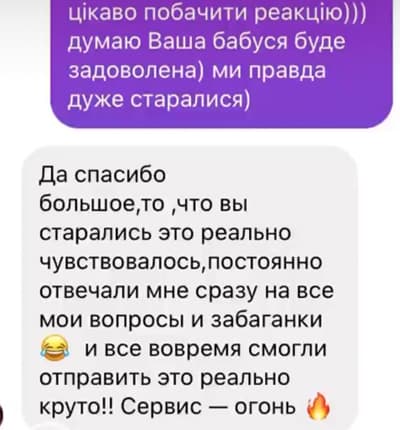 цікаво побачити реакцію)))
думаю Ваша бабуся буде
задоволена) ми правда
дуже старалися)
Да спасибо
большое,то ,что вы
старались это реально
чувствовалось,постоянно
отвечали мне сразу на все
мои вопросы и забаганки
😂 и все вовремя смогли
отправить это реально
круто!! Сервис — огонь 🔥